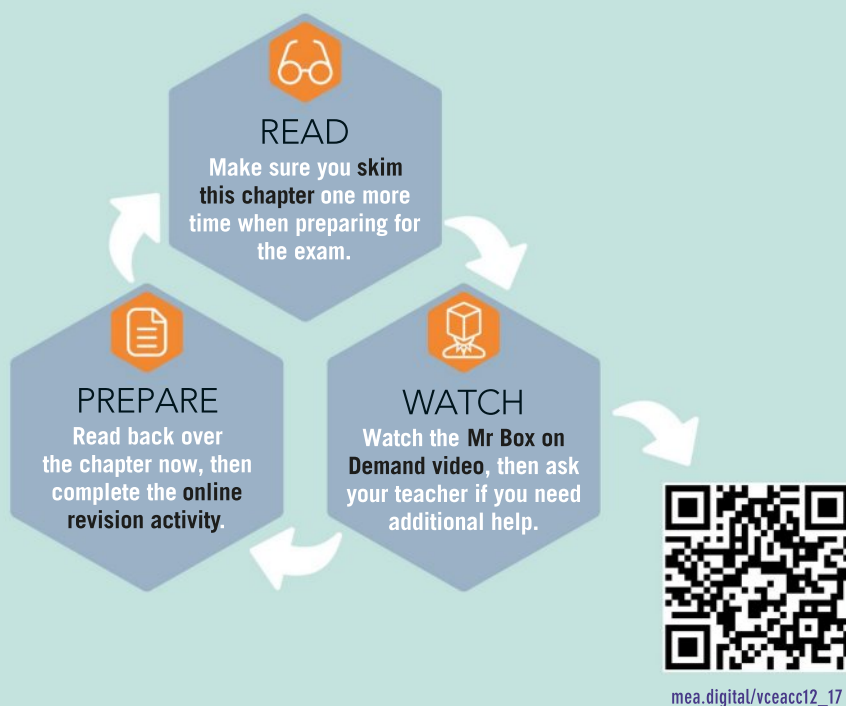 READ
Make sure you skim
this chapter one more
time when preparing for
the exam.
PREPARE
Read back over
the chapter now, then
complete the online
revision activity.
WATCH
Watch the Mr Box on
Demand video, then ask
your teacher if you need
additional help.
mea.digital/vceacc12_17